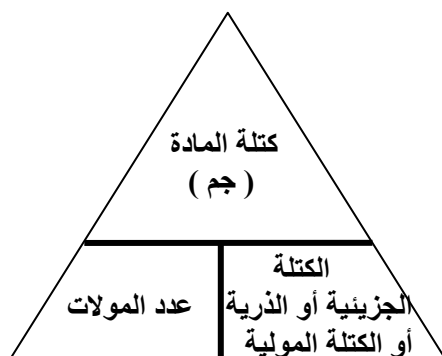 كتلة المادة
( جم )
الكتلة
الجزيئية أو الذرية
أو الكتلة المولية
عدد المولات